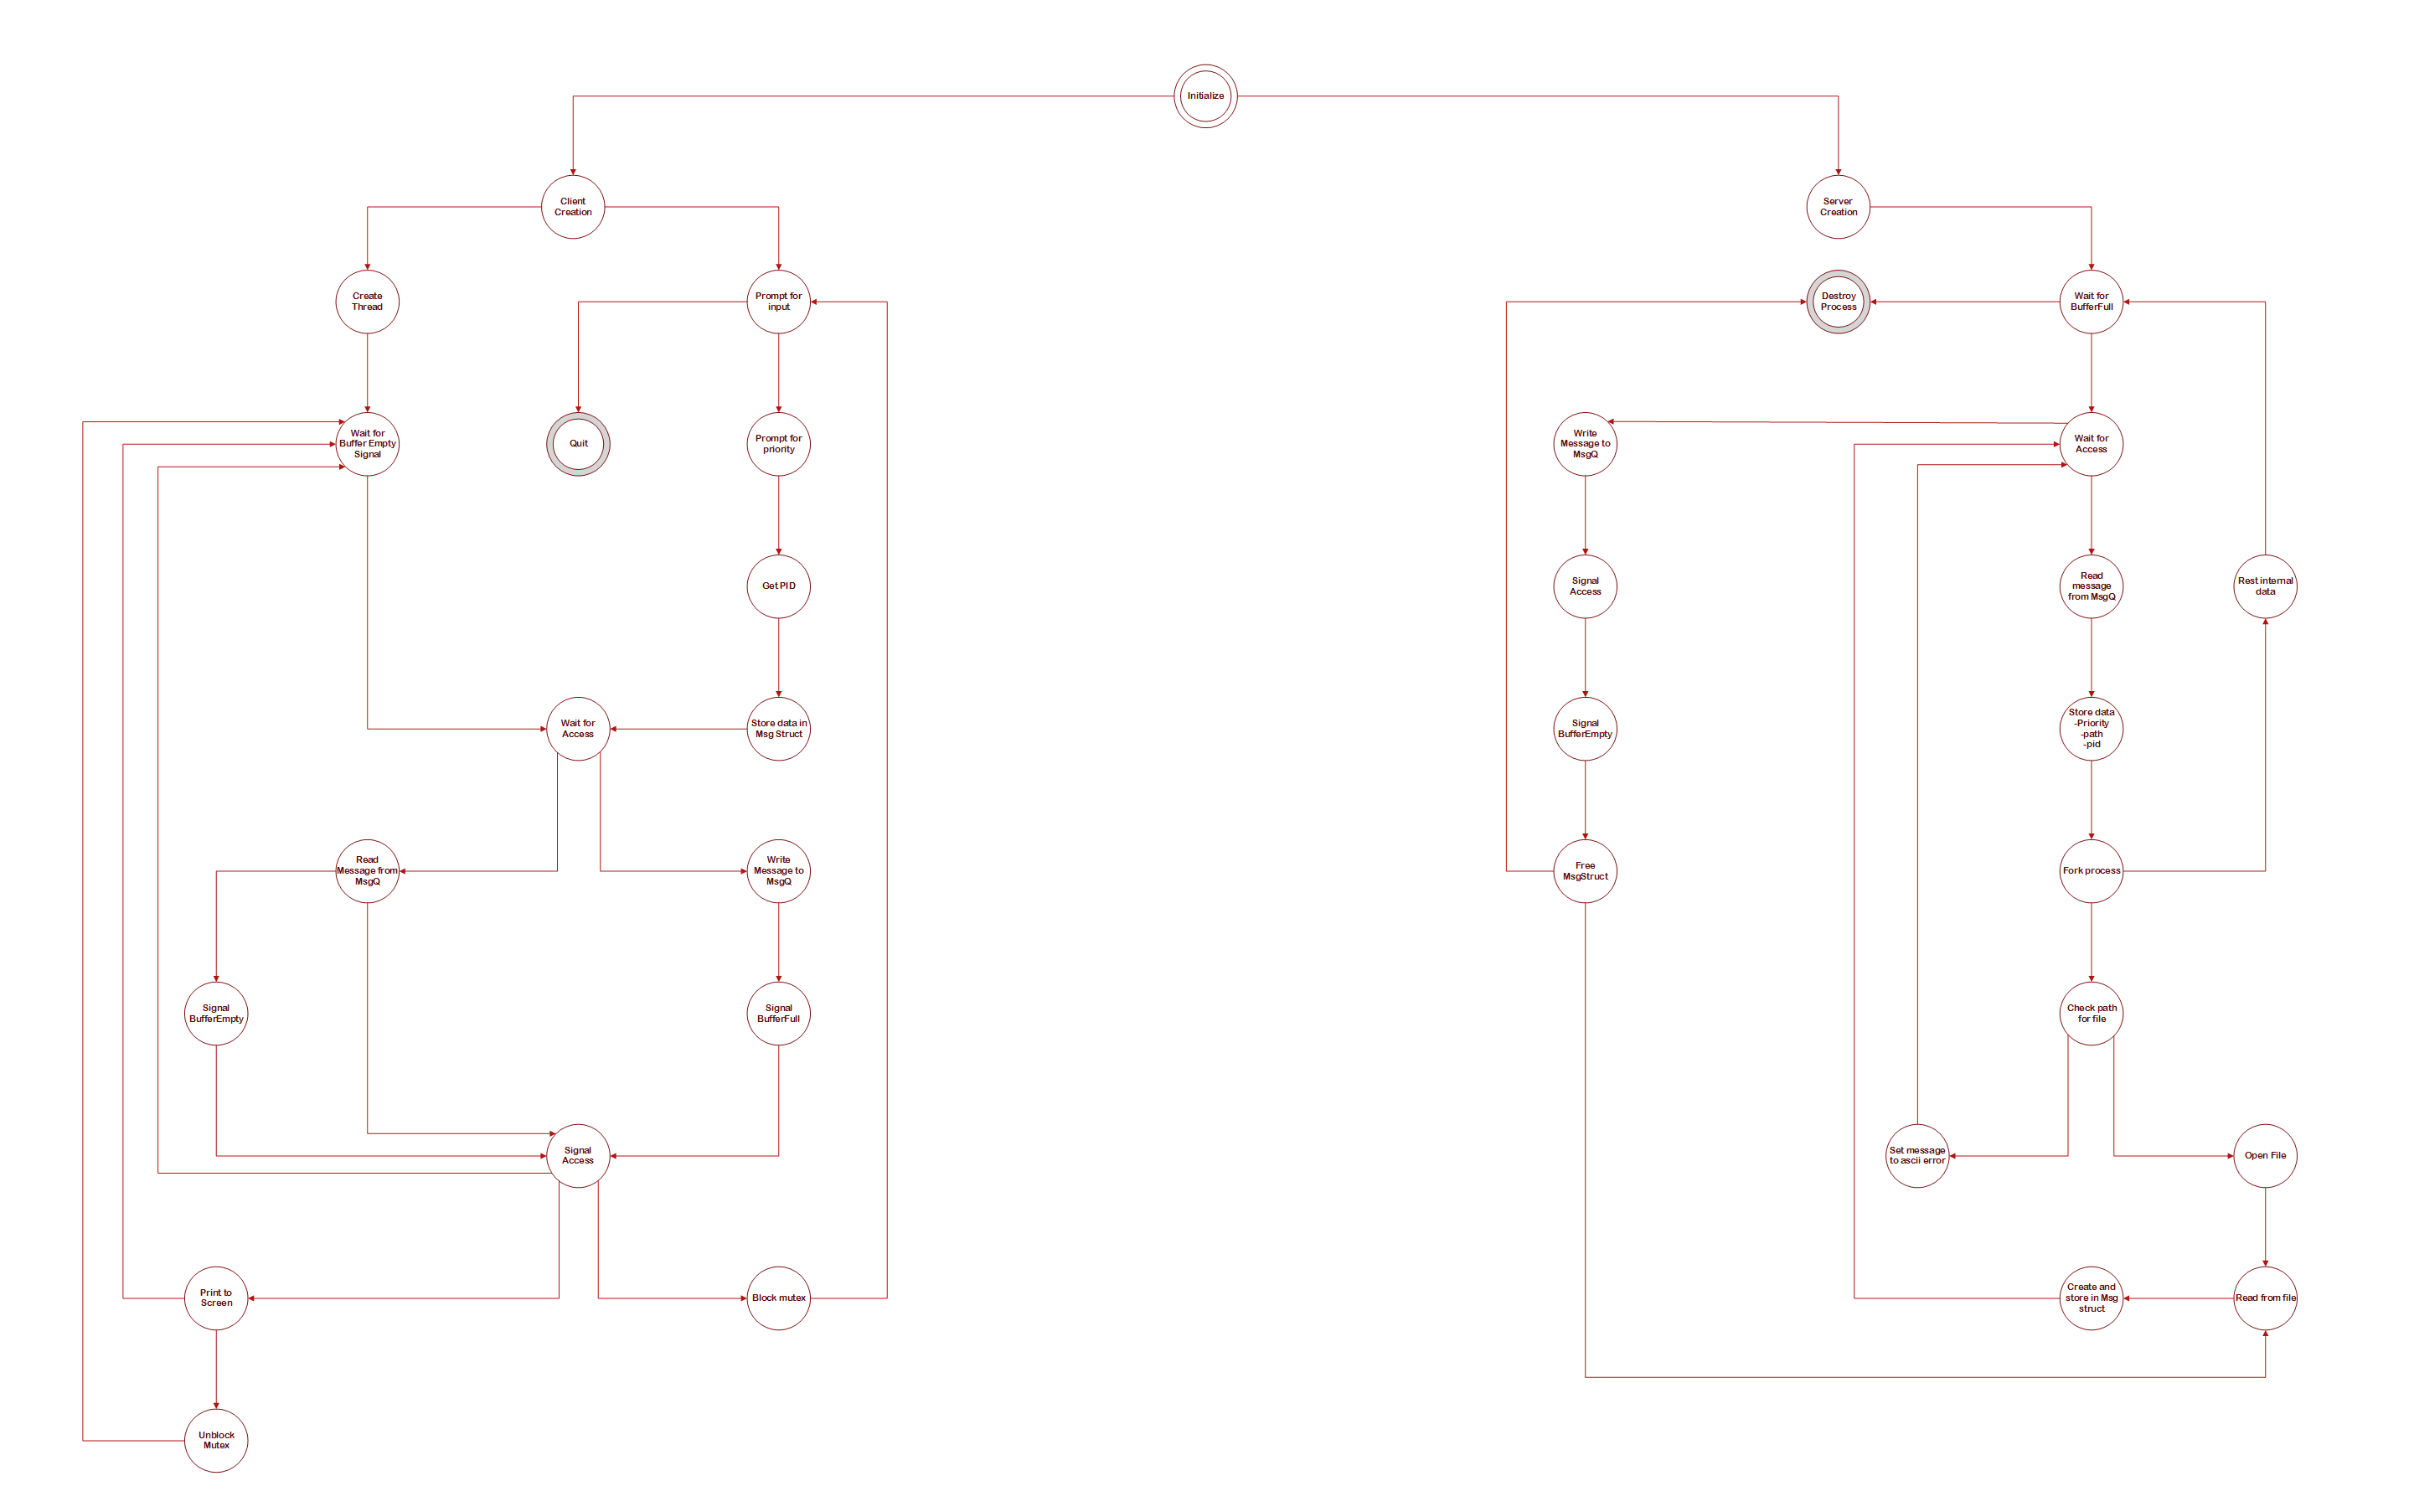 Initialize
Client
Creation
Server
Creation
Create
Thread
Prompt for
input
Destroy
Process
Wait for
BufferFull
Wait for
Buffer Empty
Signal
Quit
Prompt for
priority
Write
Message to
MsgQ
Wait for
Access
Get PID
Signal
Access
Read
message
from MsgQ
Rest internal
data
Wait for
Access
Store data in
Msg Struct
Signal
BufferEmpty
Store data
-Priority
-path
-pid
Read
Message from
MsgQ
Write
Message to
MsgQ
Free
MsgStruct
Fork process
Signal
BufferEmpty
Signal
BufferFull
Check path
for file
Signal
Access
Set message
to ascii error
Open File
Print to
Screen
Block mutex
Create and
store in Msg
struct
Read from file
Unblock
Mutex